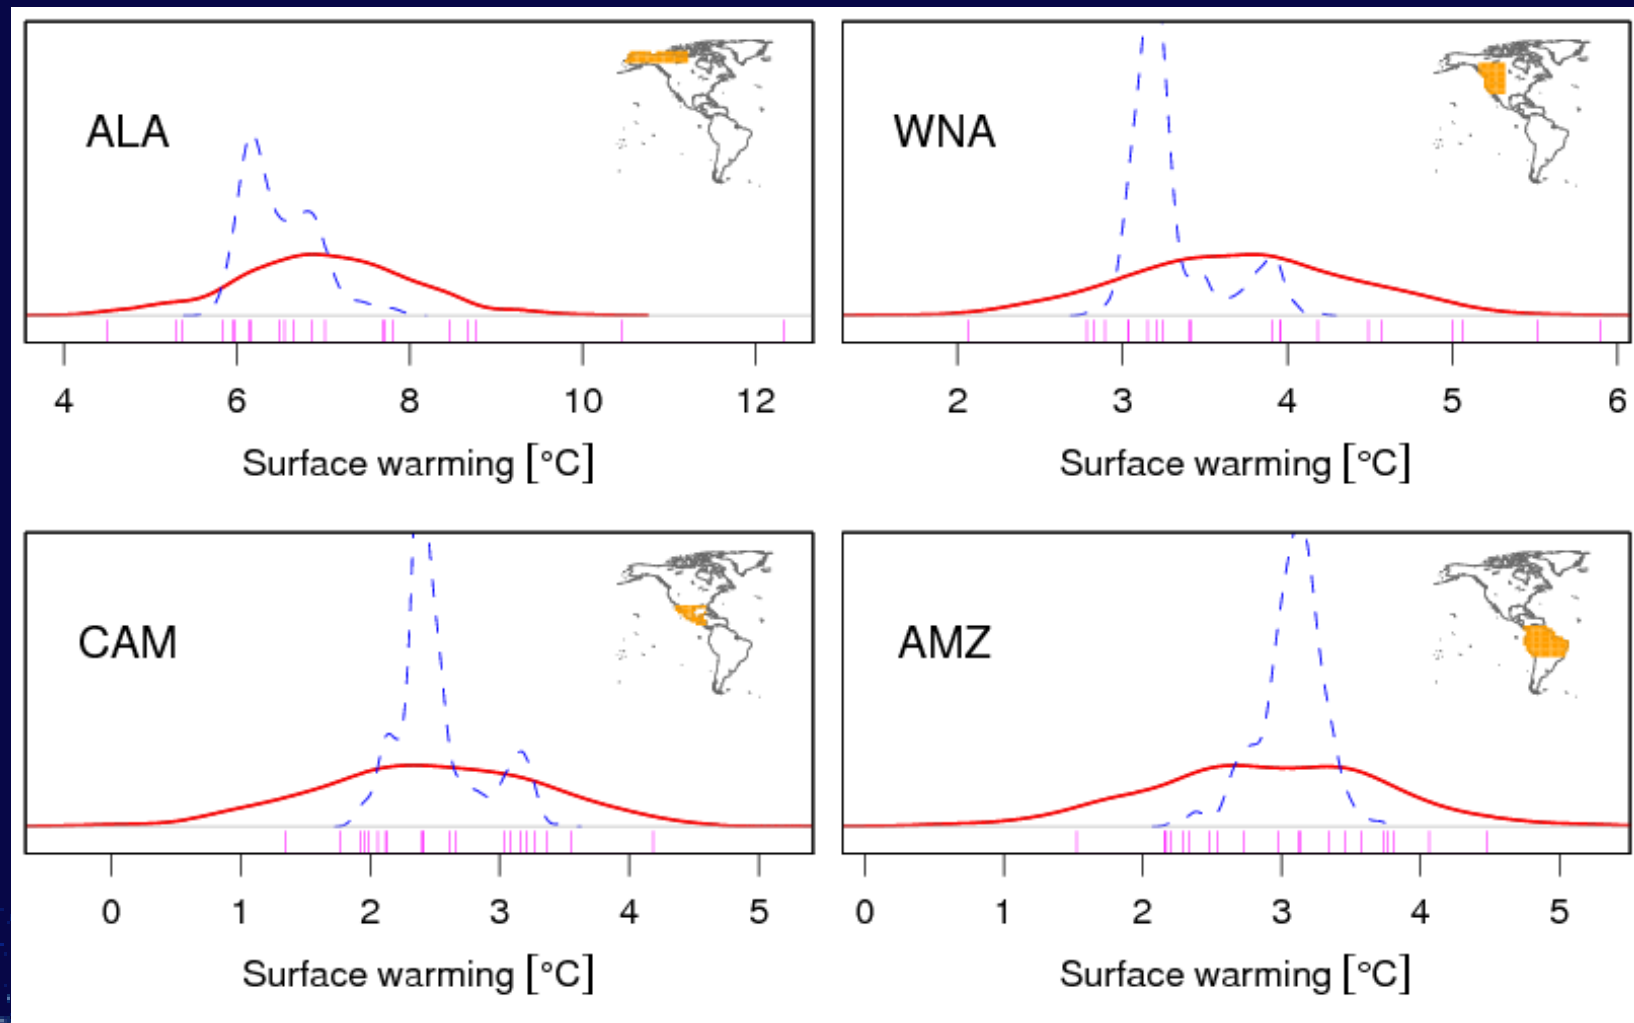 ALA
4 6 8 10 12
Surface warming [°C]
WNA
2 3 4 5 6
Surface warming [°C]
CAM
0 1 2 3 4 5
Surface warming [°C]
AMZ
0 1 2 3 4 5
Surface warming [°C]